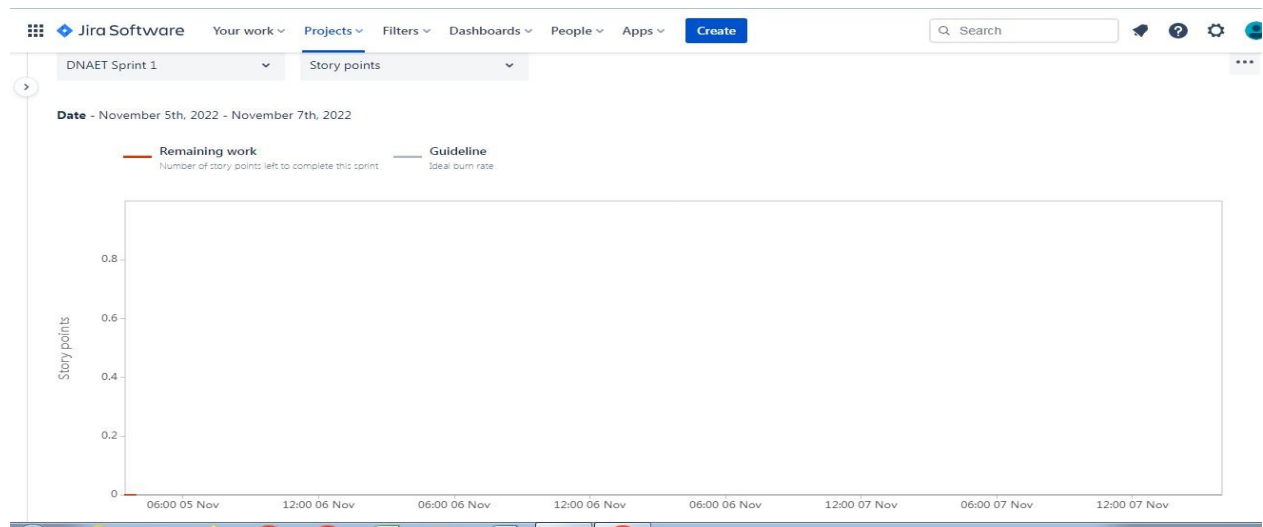 Jira Software Your work Projects Filters Dashboards People Apps Create Search
DNAET Sprint 1 Story points
Date - November 5th, 2022 - November 7th, 2022
Remaining work Guideline
Number of story points left to complete this sprint Ideal burn rate
0.8
0.6
Story points
0.4
0.2
0
06:00 05 Nov 12:00 06 Nov 06:00 06 Nov 12:00 06 Nov 06:00 06 Nov 12:00 07 Nov 06:00 07 Nov 12:00 07 Nov